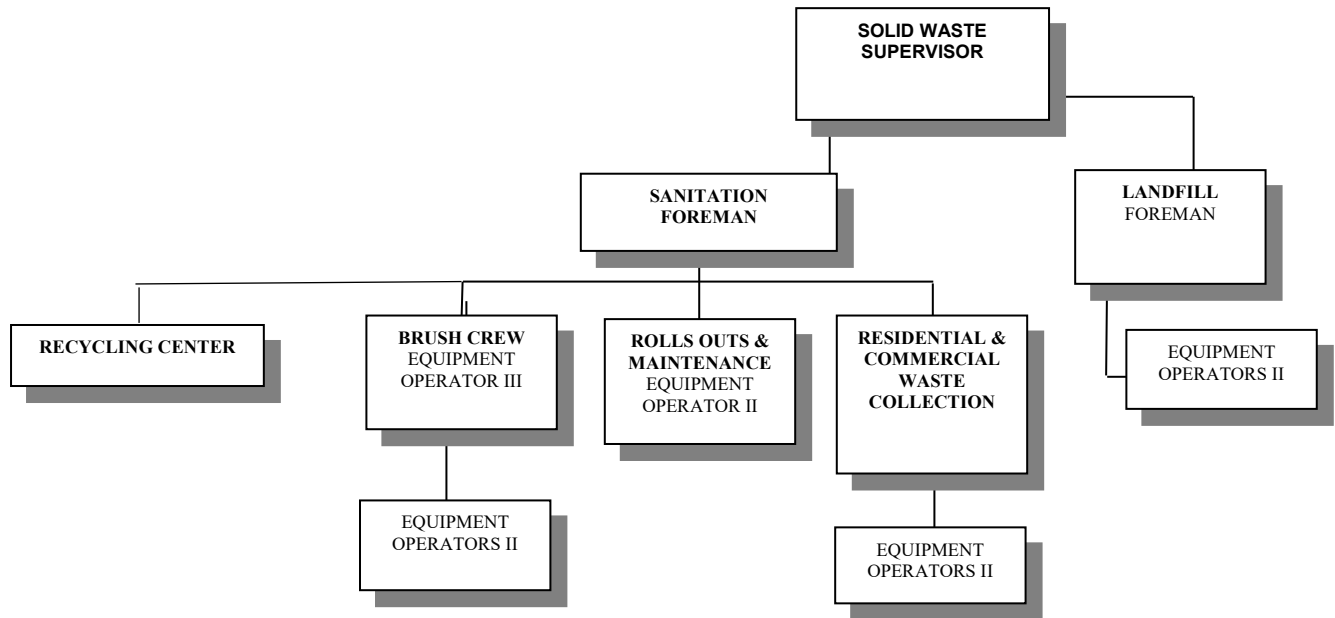 SOLID WASTE
SUPERVISOR
SANITATION
FOREMAN
LANDFILL
FOREMAN
RECYCLING CENTER
BRUSH CREW
EQUIPMENT
OPERATOR III
ROLLS OUTS &
MAINTENANCE
EQUIPMENT
OPERATOR II
RESIDENTIAL &
COMMERCIAL
WASTE
COLLECTION
EQUIPMENT
OPERATORS II
EQUIPMENT
OPERATORS II
EQUIPMENT
OPERATORS II